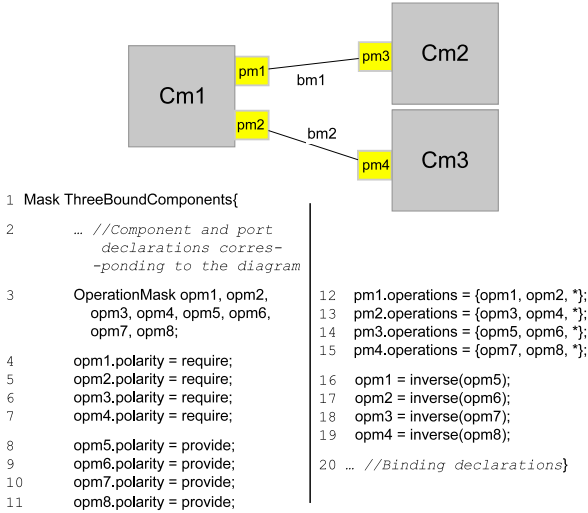 Cm1
pm1
pm2
bm1
bm2
pm3
Cm2
pm4
Cm3
1 Mask ThreeBoundComponents{
2 … //Component and port
declarations corres-
-ponding to the diagram
3 OperationMask opm1, opm2,
opm3, opm4, opm5, opm6,
opm7, opm8;
4 opm1.polarity = require;
5 opm2.polarity = require;
6 opm3.polarity = require;
7 opm4.polarity = require;
8 opm5.polarity = provide;
9 opm6.polarity = provide;
10 opm7.polarity = provide;
11 opm8.polarity = provide;
12 pm1.operations = {opm1, opm2, *};
13 pm2.operations = {opm3, opm4, *};
14 pm3.operations = {opm5, opm6, *};
15 pm4.operations = {opm7, opm8, *};
16 opm1 = inverse(opm5);
17 opm2 = inverse(opm6);
18 opm3 = inverse(opm7);
19 opm4 = inverse(opm8);
20 … //Binding declarations}